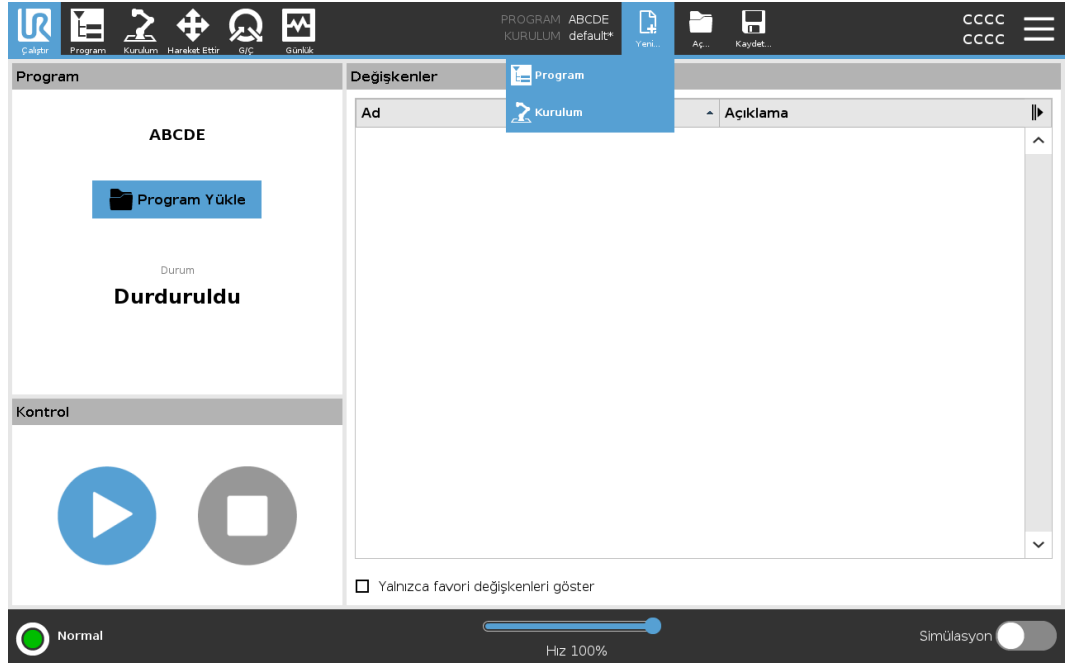 UR
Çalıştır
Program
Kurulum
Hareket Ettir
G/Ç
Günlük
PROGRAM ABCDE
KURULUM default*
Yeni...
Aç...
Kaydet...
CCCC
CCCC
Program
Kurulum
Program
ABCDE
Program Yükle
Durum
Durduruldu
Değişkenler
Ad
Açıklama
Kontrol
Yalnızca favori değişkenleri göster
Normal
Hız 100%
Simülasyon